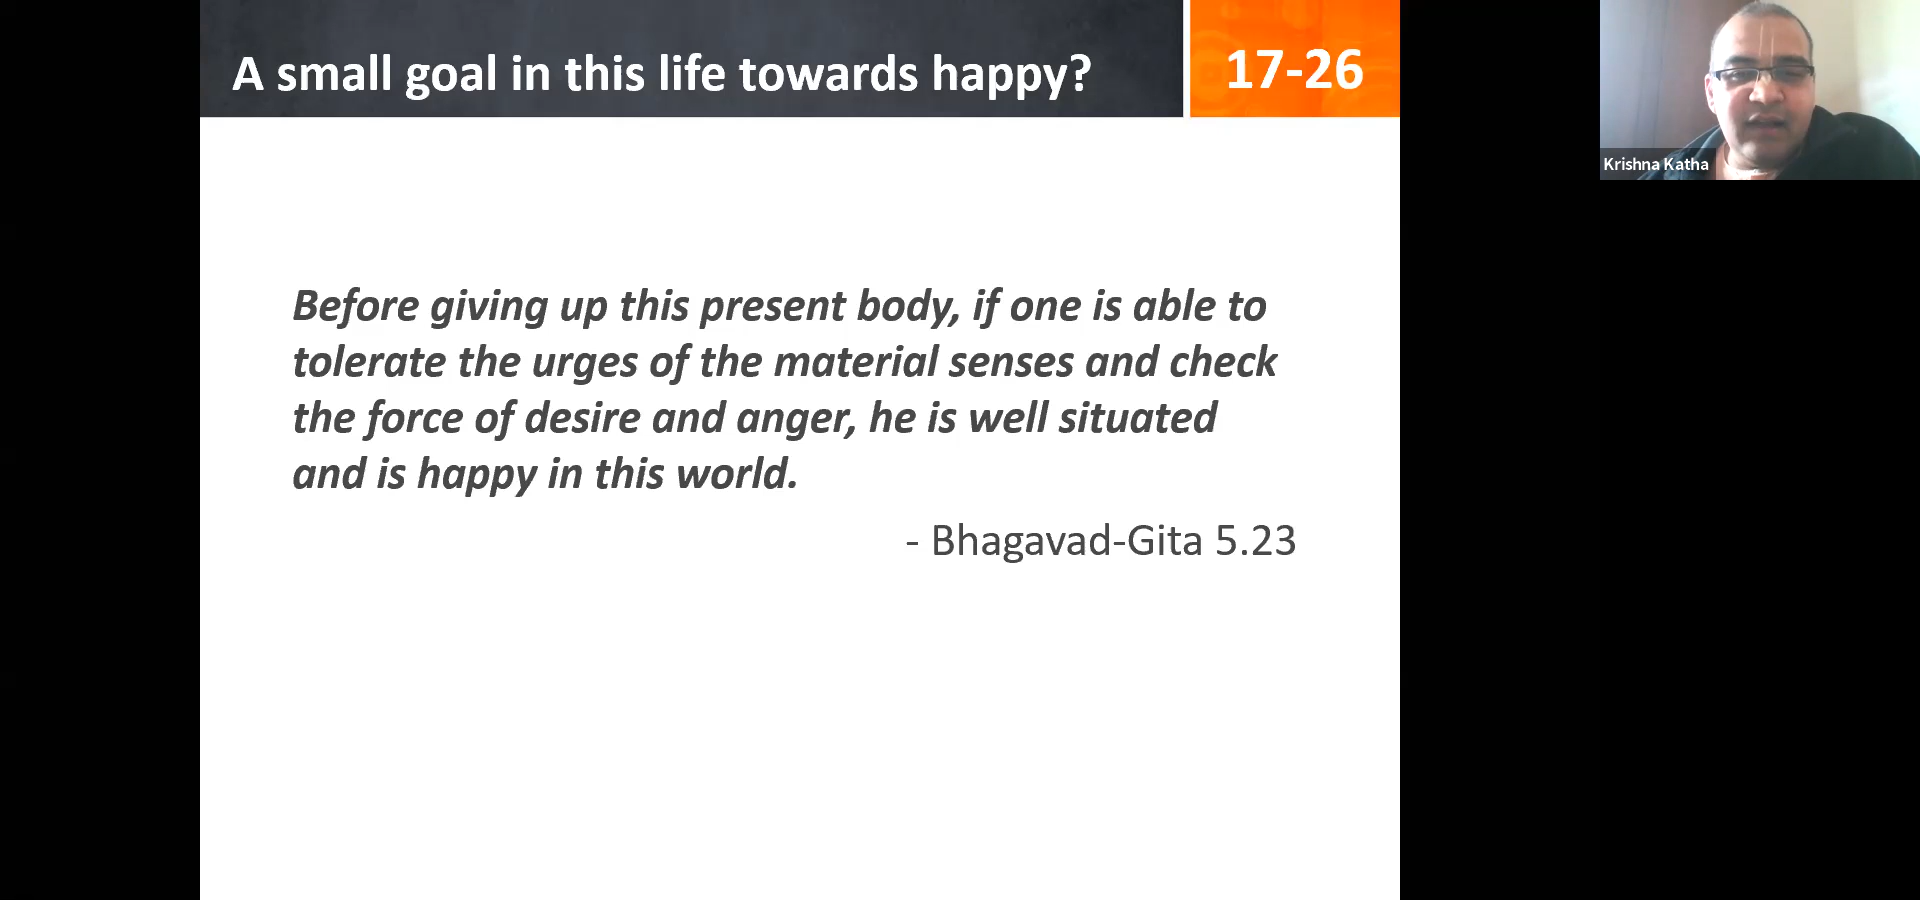 A small goal in this life towards happy?
17-26
Before giving up this present body, if one is able to
tolerate the urges of the material senses and check
the force of desire and anger, he is well situated
and is happy in this world.
- Bhagavad-Gita 5.23
Krishna Katha